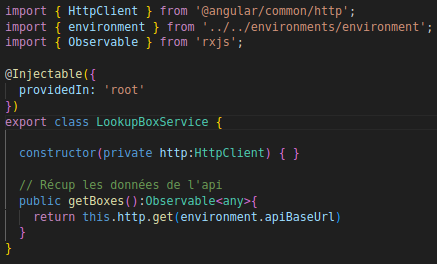 import { HttpClient } from '@angular/common/http';
import { environment } from '../../environments/environment';
import { Observable } from 'rxjs';
@Injectable({
providedIn: 'root'
})
export class LookupBoxService {
constructor(private http:HttpClient) { }
// Récup les données de l'api
public getBoxes():Observable<any>{
return this.http.get(environment.apiBaseUrl)
}
}